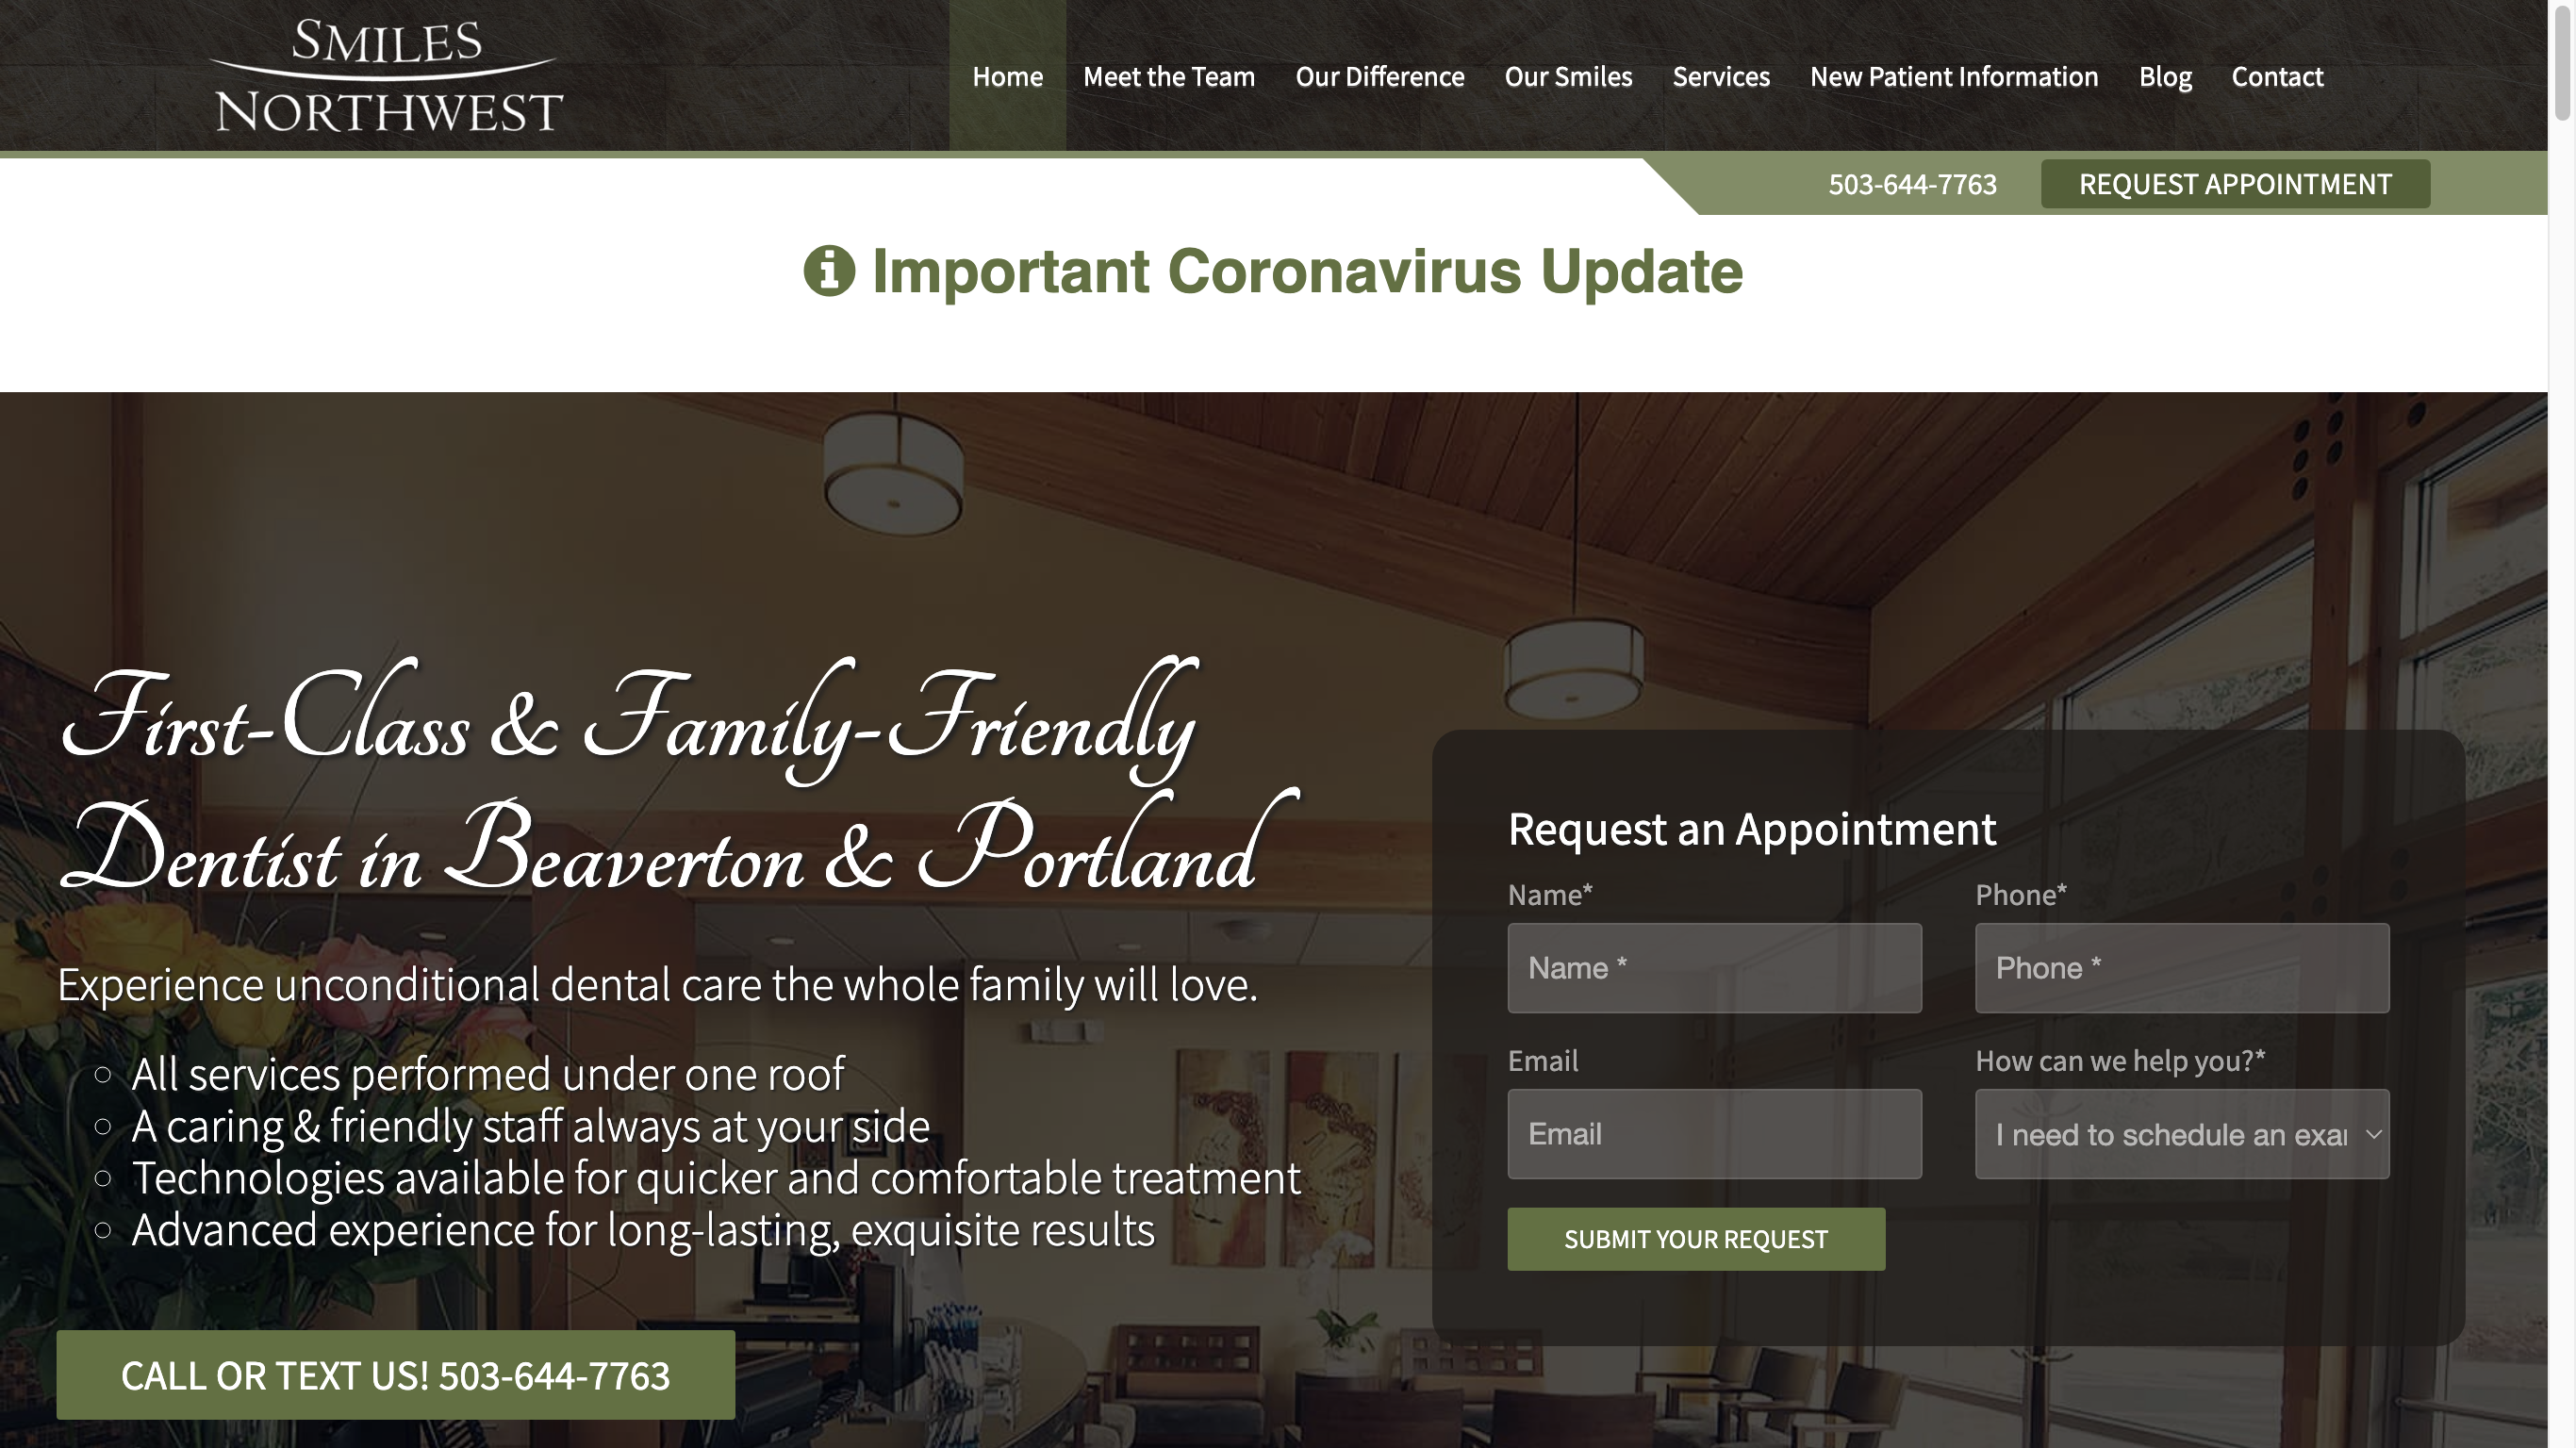 SMILES
NORTHWEST
Home Meet the Team Our Difference Our Smiles Services New Patient Information Blog Contact
503-644-7763 REQUEST APPOINTMENT
Important Coronavirus Update
First-Class & Family-Friendly
Dentist in Beaverton & Portland
Experience unconditional dental care the whole family will love.
All services performed under one roof
A caring & friendly staff always at your side
Technologies available for quicker and comfortable treatment
Advanced experience for long-lasting, exquisite results
CALL OR TEXT US! 503-644-7763
Request an Appointment
Name* Phone*
Name * Phone *
Email How can we help you?*
Email I need to schedule an exa
SUBMIT YOUR REQUEST